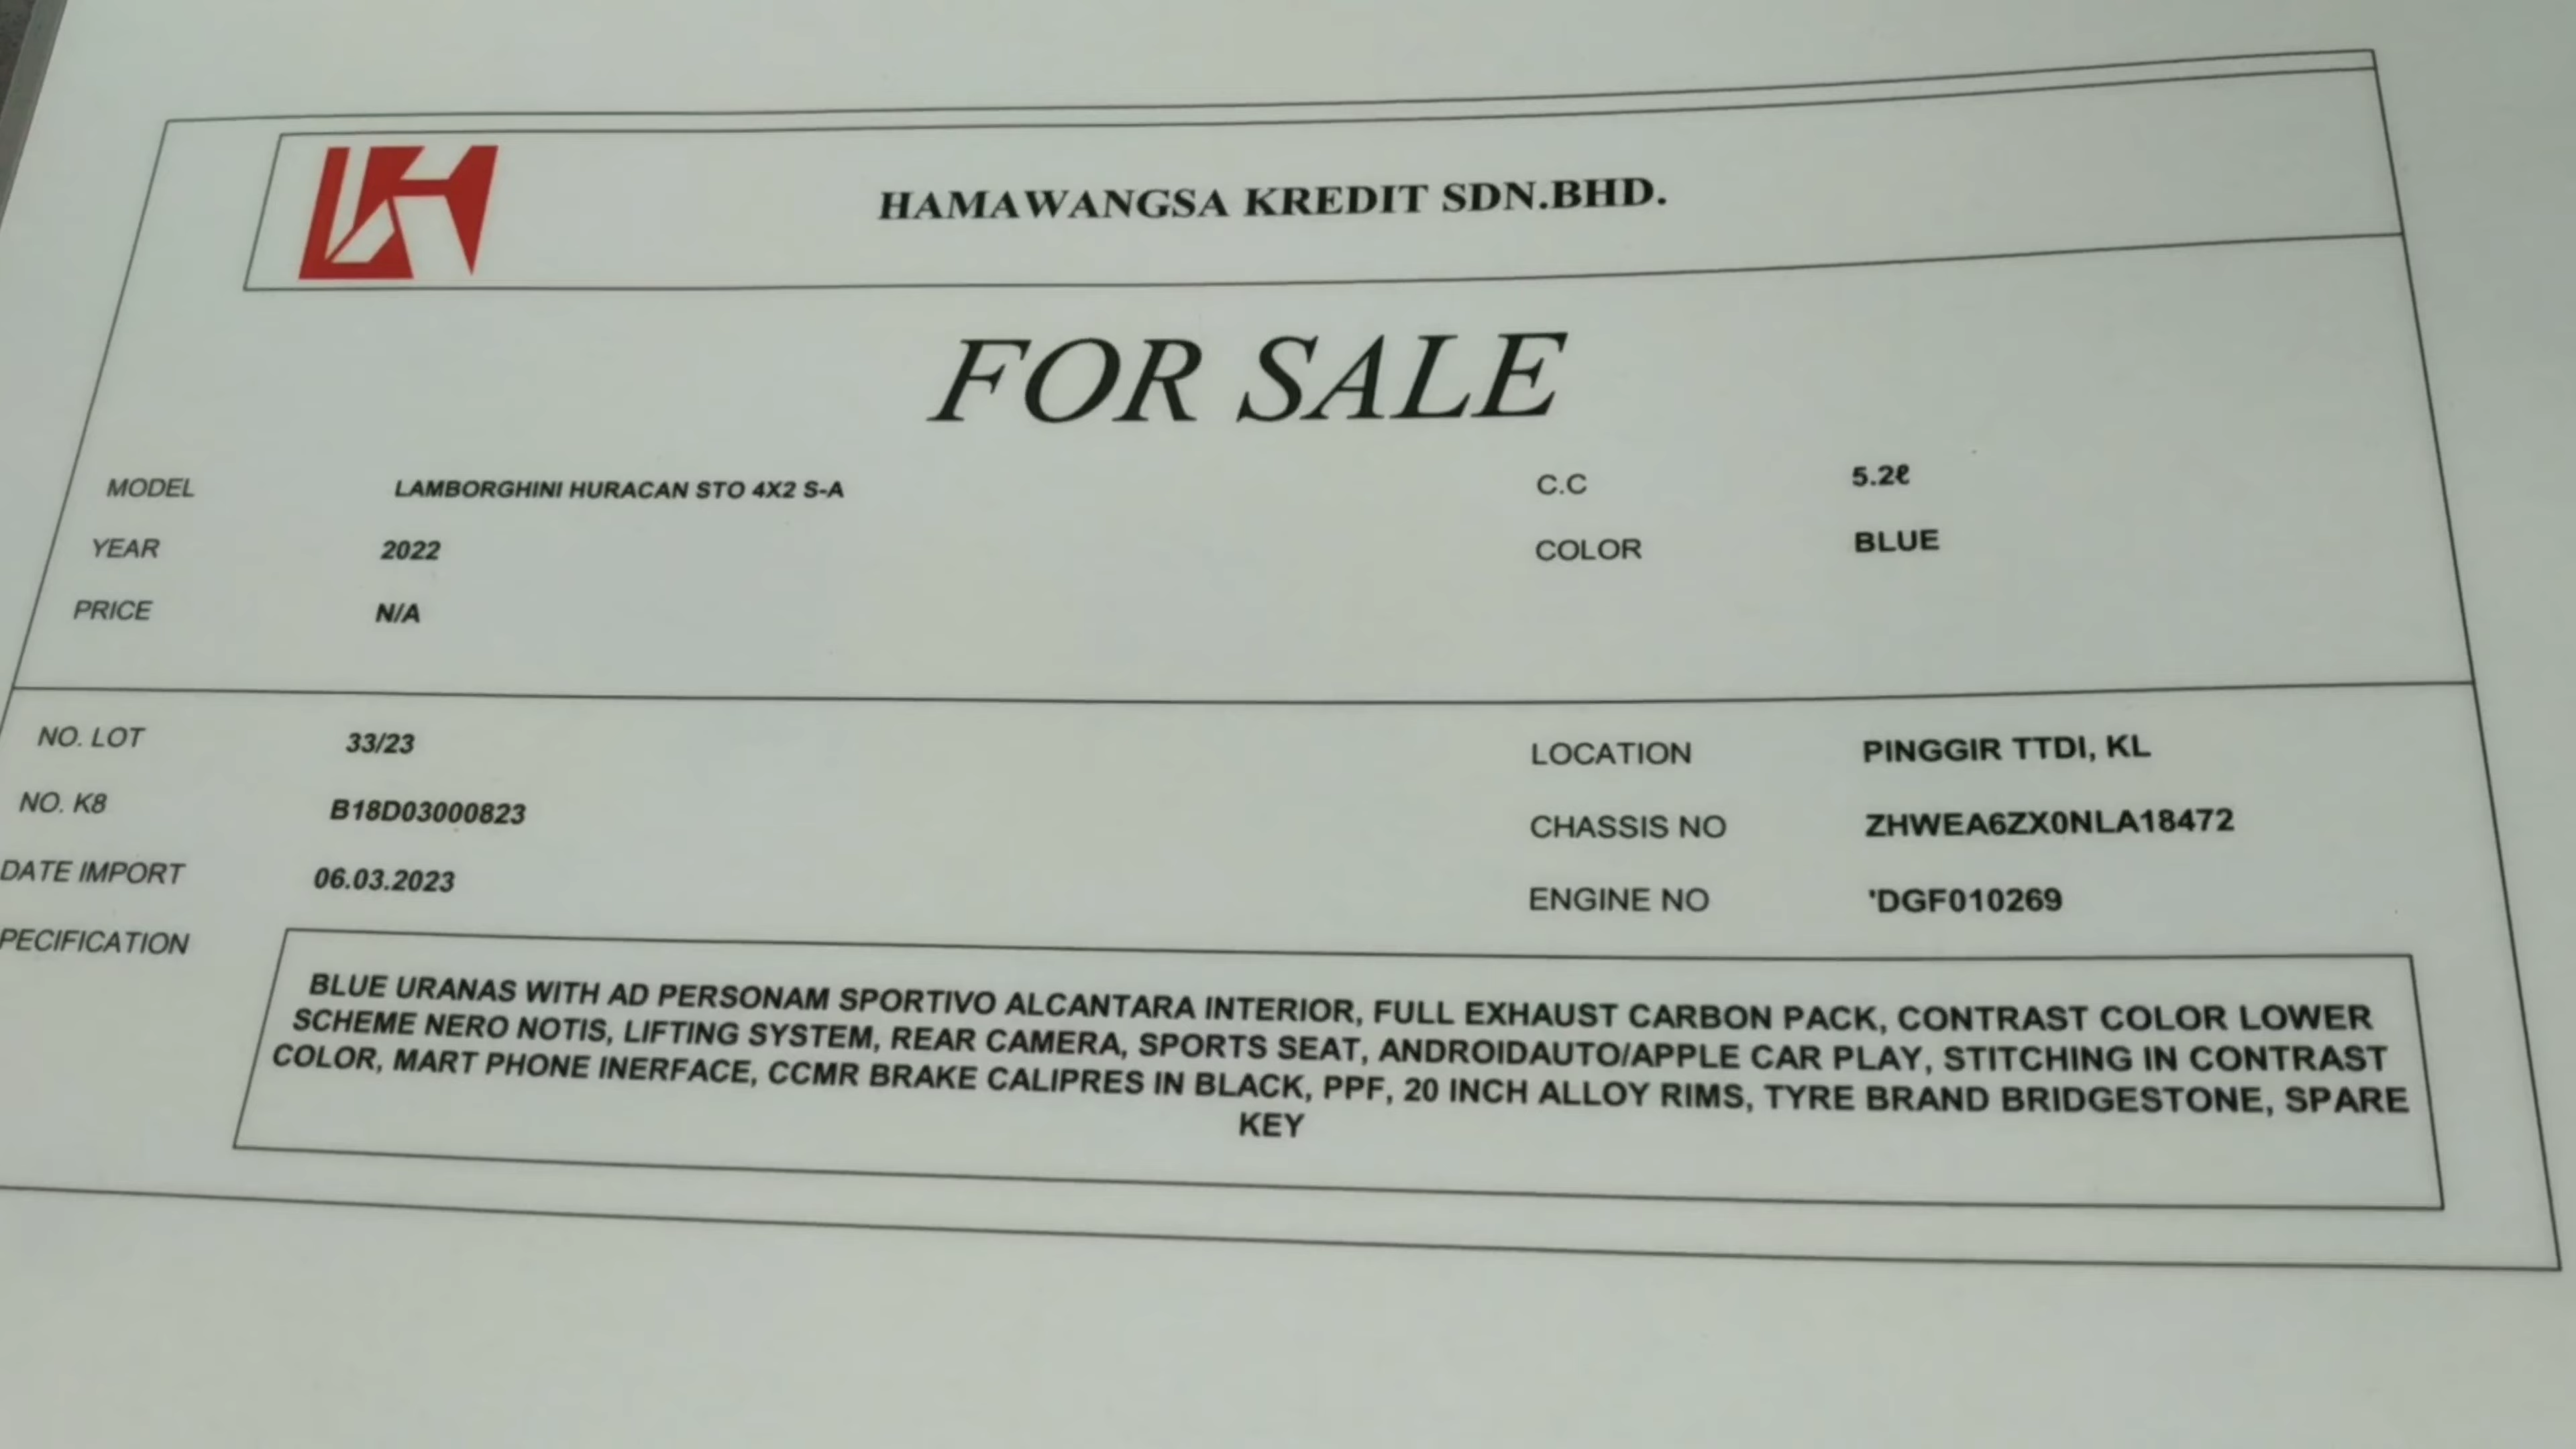 HAMAWANGSA KREDIT SDN.BHD.
FOR SALE
MODEL LAMBORGHINI HURACAN STO 4X2 S-A C.C 5.2ℓ
YEAR 2022 COLOR BLUE
PRICE N/A
NO. LOT 33/23 LOCATION PINGGIR TTDI, KL
NO. K8 B18D03000823 CHASSIS NO ZHWEA6ZX0NLA18472
DATE IMPORT 06.03.2023 ENGINE NO 'DGF010269
PECIFICATION
BLUE URANAS WITH AD PERSONAM SPORTIVO ALCANTARA INTERIOR, FULL EXHAUST CARBON PACK, CONTRAST COLOR LOWER
SCHEME NERO NOTIS, LIFTING SYSTEM, REAR CAMERA, SPORTS SEAT, ANDROIDAUTO/APPLE CAR PLAY, STITCHING IN CONTRAST
COLOR, MART PHONE INERFACE, CCMR BRAKE CALIPRES IN BLACK, PPF, 20 INCH ALLOY RIMS, TYRE BRAND BRIDGESTONE, SPARE
KEY